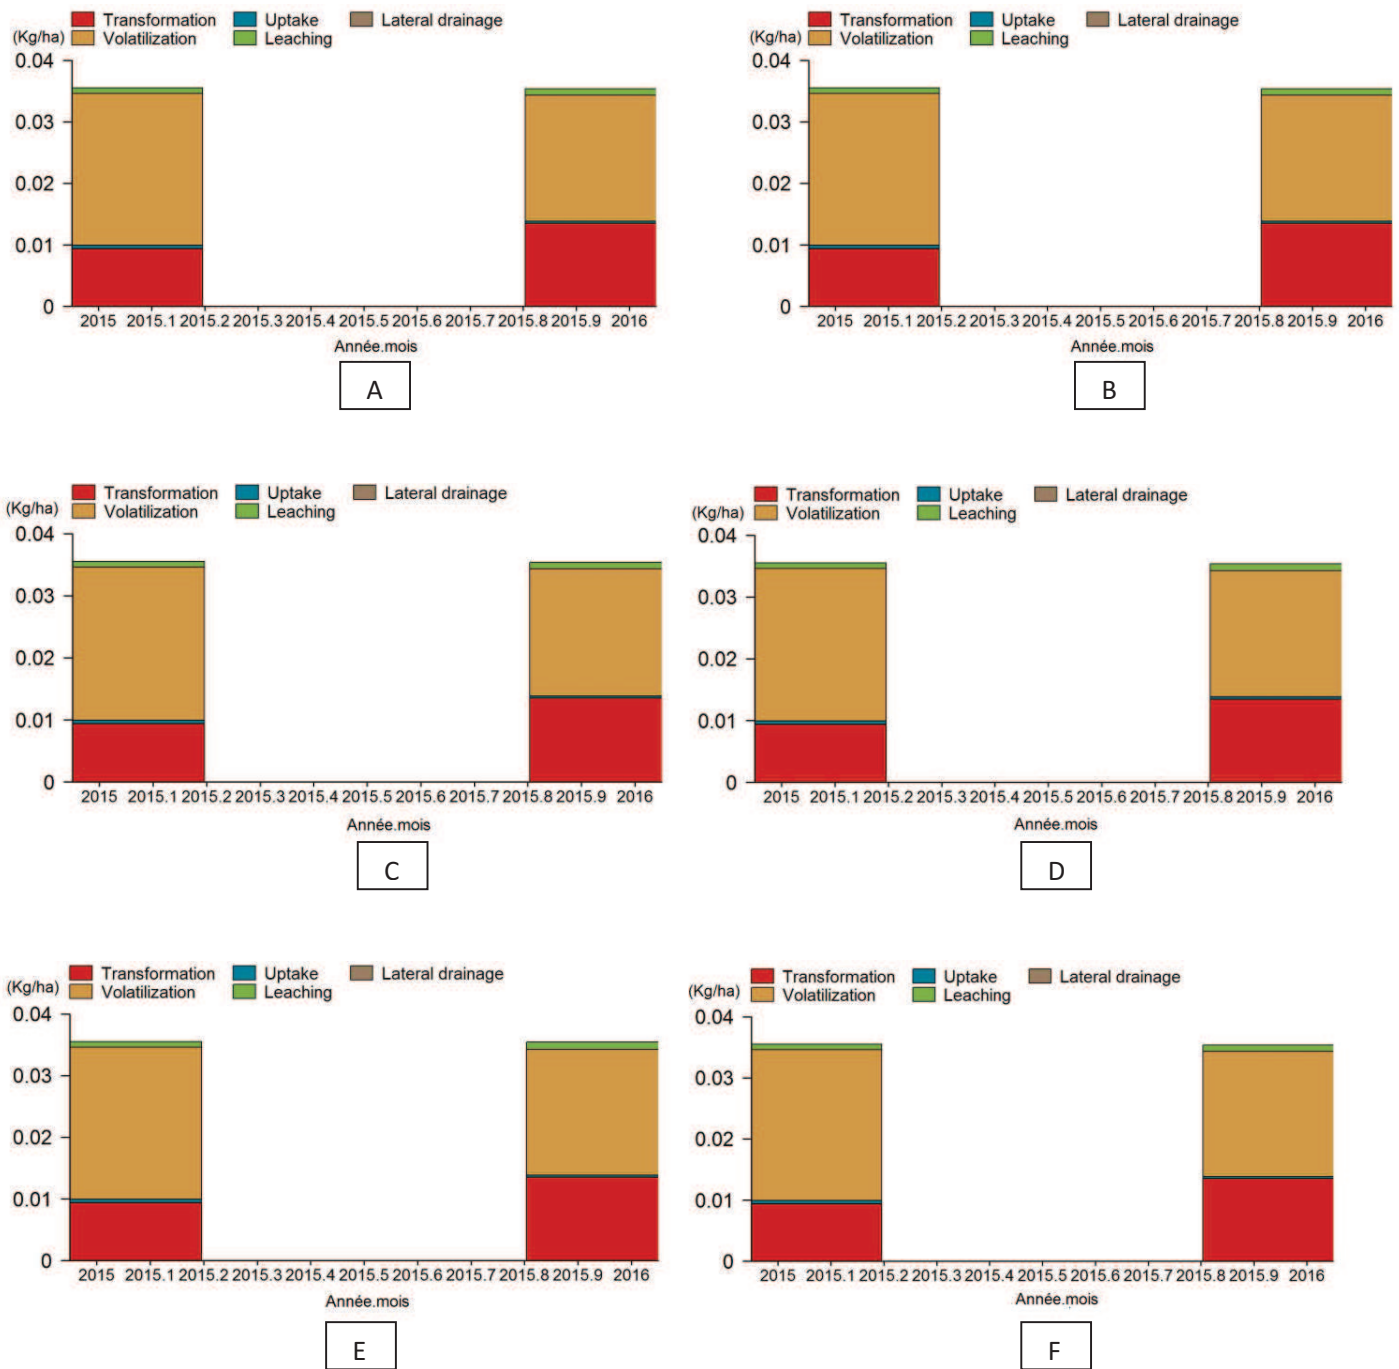 Transformation Uptake Lateral drainage
(Kg/ha) Volatilization Leaching
0.04
0.03
0.02
0.01
0
2015 2015.1 2015.2 2015.3 2015.4 2015.5 2015.6 2015.7 2015.8 2015.9 2016
Année.mois
A
Transformation Uptake Lateral drainage
(Kg/ha) Volatilization Leaching
0.04
0.03
0.02
0.01
0
2015 2015.1 2015.2 2015.3 2015.4 2015.5 2015.6 2015.7 2015.8 2015.9 2016
Année.mois
B
Transformation Uptake Lateral drainage
(Kg/ha) Volatilization Leaching
0.04
0.03
0.02
0.01
0
2015 2015.1 2015.2 2015.3 2015.4 2015.5 2015.6 2015.7 2015.8 2015.9 2016
Année.mois
C
Transformation Uptake Lateral drainage
(Kg/ha) Volatilization Leaching
0.04
0.03
0.02
0.01
0
2015 2015.1 2015.2 2015.3 2015.4 2015.5 2015.6 2015.7 2015.8 2015.9 2016
Année.mois
D
Transformation Uptake Lateral drainage
(Kg/ha) Volatilization Leaching
0.04
0.03
0.02
0.01
0
2015 2015.1 2015.2 2015.3 2015.4 2015.5 2015.6 2015.7 2015.8 2015.9 2016
Année.mois
E
Transformation Uptake Lateral drainage
(Kg/ha) Volatilization Leaching
0.04
0.03
0.02
0.01
0
2015 2015.1 2015.2 2015.3 2015.4 2015.5 2015.6 2015.7 2015.8 2015.9 2016
Année.mois
F